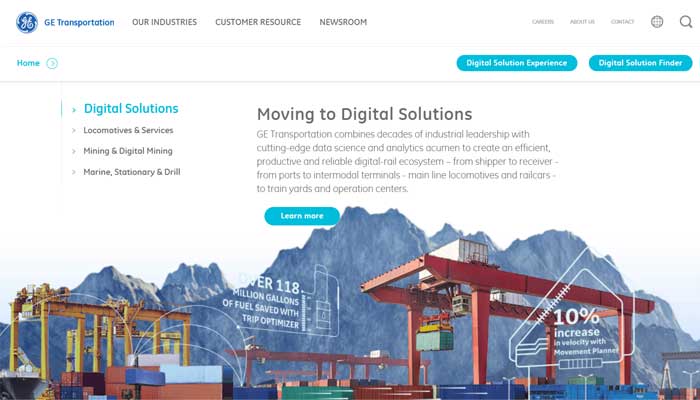 GE Transportation
OUR INDUSTRIES
CUSTOMER RESOURCE
NEWSROOM
CAREERS
ABOUT US
CONTACT
Home
Digital Solution Experience
Digital Solution Finder
Digital Solutions
Locomotives & Services
Mining & Digital Mining
Marine, Stationary & Drill
Moving to Digital Solutions
GE Transportation combines decades of industrial leadership with
cutting-edge data science and analytics acumen to create an efficient,
productive and reliable digital-rail ecosystem – from shipper to receiver -
from ports to intermodal terminals - main line locomotives and railcars -
to train yards and operation centers.
Learn more
OVER 118
MILLION GALLONS
OF FUEL SAVED WITH
TRIP OPTIMIZER
10%
increase
in velocity with
Movement Planner